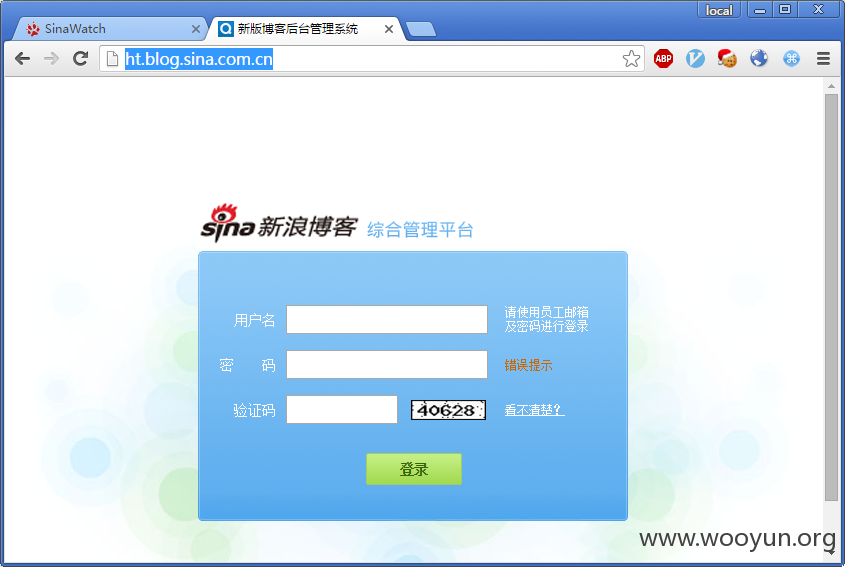 local
SinaWatch
新版博客后台管理系统
ht.blog.sina.com.cn
ABP
sina新浪博客 综合管理平台
用户名
请使用员工邮箱
及密码进行登录
密 码
错误提示
验证码
40628
看不清楚?
登录
www.wooyun.org